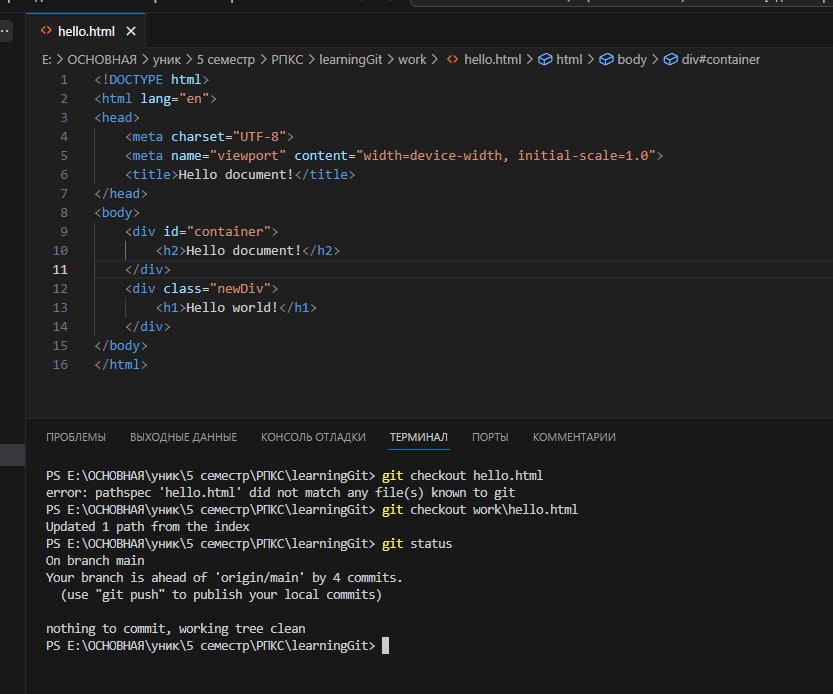 hello.html
E: > ОСНОВНАЯ > уник > 5 семестр > РПКС > learningGit > work > hello.html > html > body > div#container
1 <!DOCTYPE html>
2 <html lang="en">
3 <head>
4     <meta charset="UTF-8">
5     <meta name="viewport" content="width=device-width, initial-scale=1.0">
6     <title>Hello document!</title>
7 </head>
8 <body>
9     <div id="container">
10         <h2>Hello document!</h2>
11     </div>
12     <div class="newDiv">
13         <h1>Hello world!</h1>
14     </div>
15 </body>
16 </html>
ПРОБЛЕМЫ ВЫХОДНЫЕ ДАННЫЕ КОНСОЛЬ ОТЛАДКИ ТЕРМИНАЛ ПОРТЫ КОММЕНТАРИИ
PS E:\ОСНОВНАЯ\уник\5 семестр\РПКС\learningGit> git checkout hello.html
error: pathspec 'hello.html' did not match any file(s) known to git
PS E:\ОСНОВНАЯ\уник\5 семестр\РПКС\learningGit> git checkout work\hello.html
Updated 1 path from the index
PS E:\ОСНОВНАЯ\уник\5 семестр\РПКС\learningGit> git status
On branch main
Your branch is ahead of 'origin/main' by 4 commits.
  (use "git push" to publish your local commits)
nothing to commit, working tree clean
PS E:\ОСНОВНАЯ\уник\5 семестр\РПКС\learningGit>